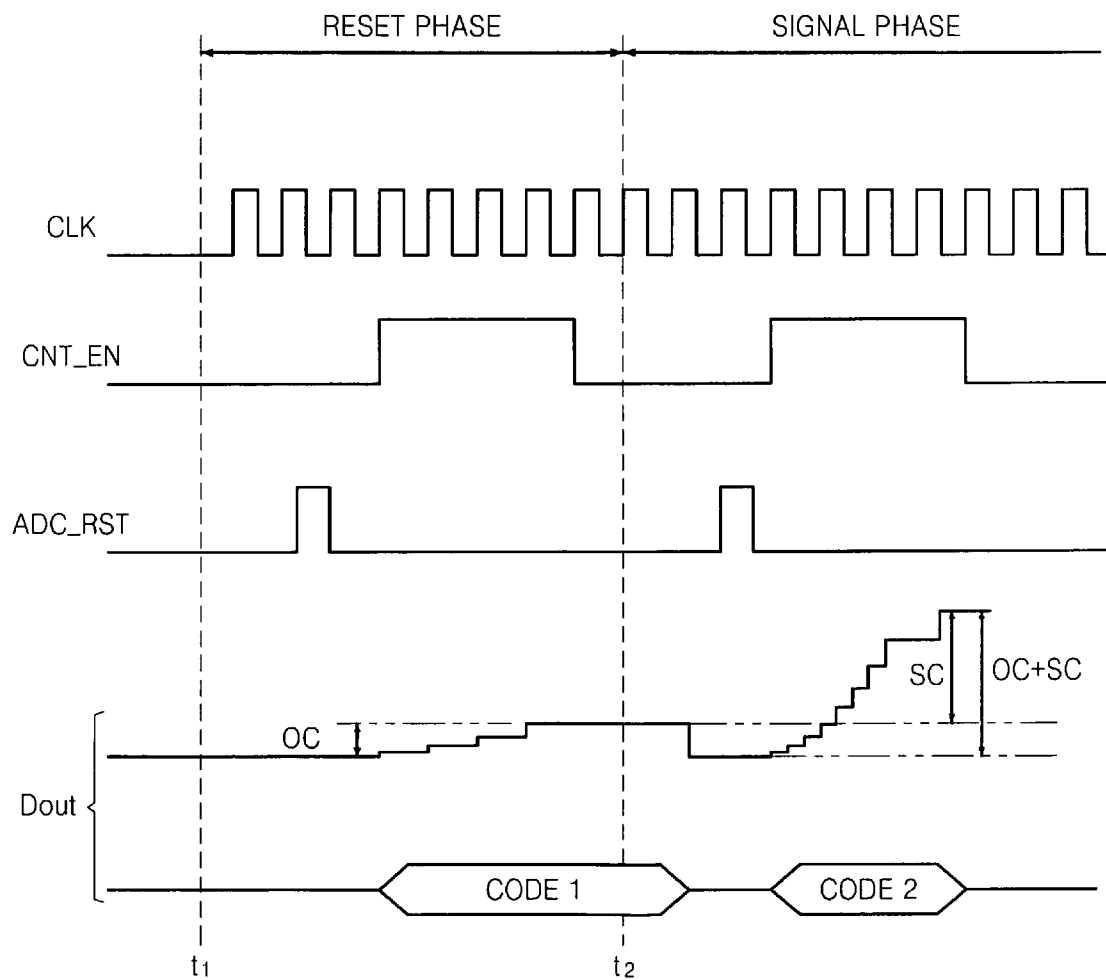 RESET PHASE
SIGNAL PHASE
CLK
CNT_EN
ADC_RST
SC
OC+SC
OC
Dout
CODE 1
CODE 2
t1
t2